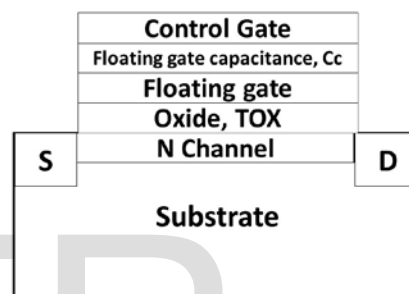 Control Gate
Floating gate capacitance, Cc
Floating gate
Oxide, TOX
N Channel
S
D
Substrate